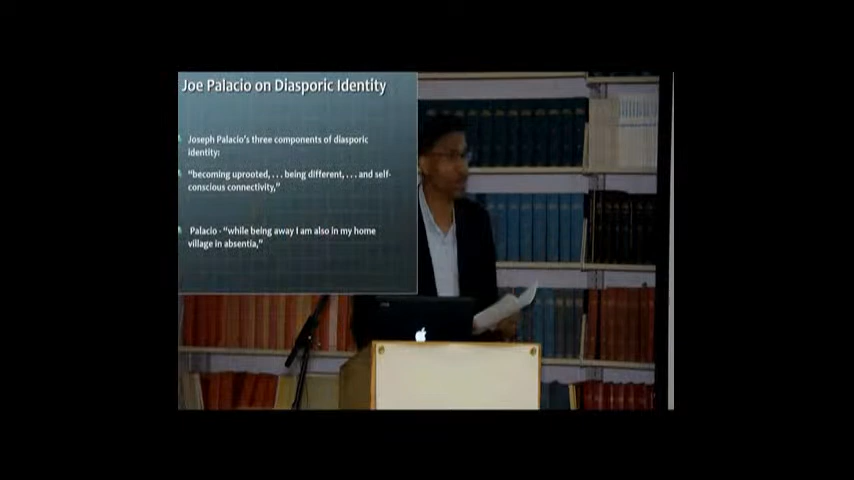 Joe Palacio on Diasporic Identity
Joseph Palacio's three components of diasporic
identity:
"becoming uprooted, . . . being different, . . . and self-
conscious connectivity,"
Palacio - "while being away I am also in my home
village in absentia,"